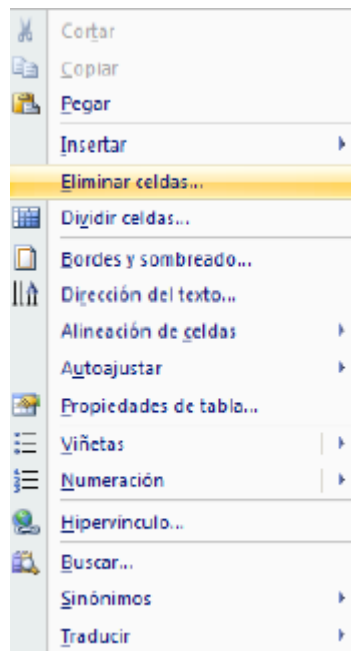 Cortar
Copiar
Pegar
Insertar
Eliminar celdas...
Dividir celdas...
Bordes y sombreado...
Dirección del texto...
Alineación de celdas
Autoajustar
Propiedades de tabla...
Viñetas
Numeración
Hipervínculo...
Buscar...
Sinónimos
Traducir